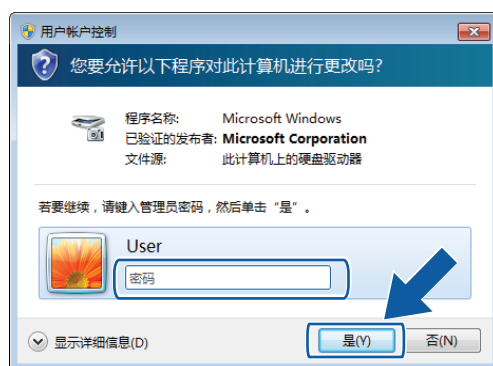 用户帐户控制
您要允许以下程序对此计算机进行更改吗?
程序名称: Microsoft Windows
已验证的发布者: Microsoft Corporation
文件源: 此计算机上的硬盘驱动器
若要继续，请键入管理员密码，然后单击“是”。
User
密码
显示详细信息(D) 是(Y) 否(N)